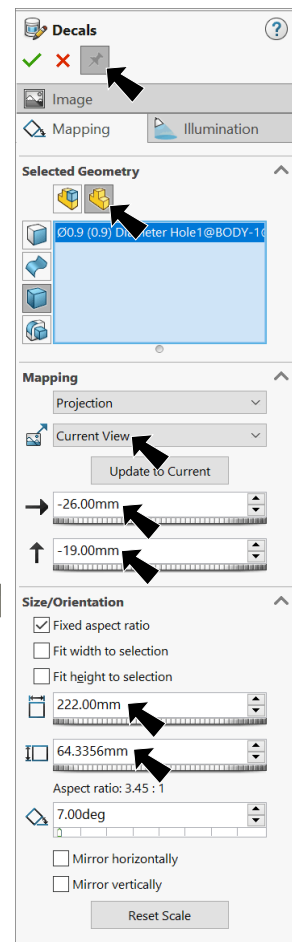 Decals
?
Image
Mapping
Illumination
Selected Geometry
Ø0.9 (0.9) Hole1@BODY-1
Mapping
Projection
Current View
Update to Current
-26.00mm
-19.00mm
Size/Orientation
Fixed aspect ratio
Fit width to selection
Fit height to selection
222.00mm
64.3356mm
Aspect ratio: 3.45 : 1
7.00deg
Mirror horizontally
Mirror vertically
Reset Scale